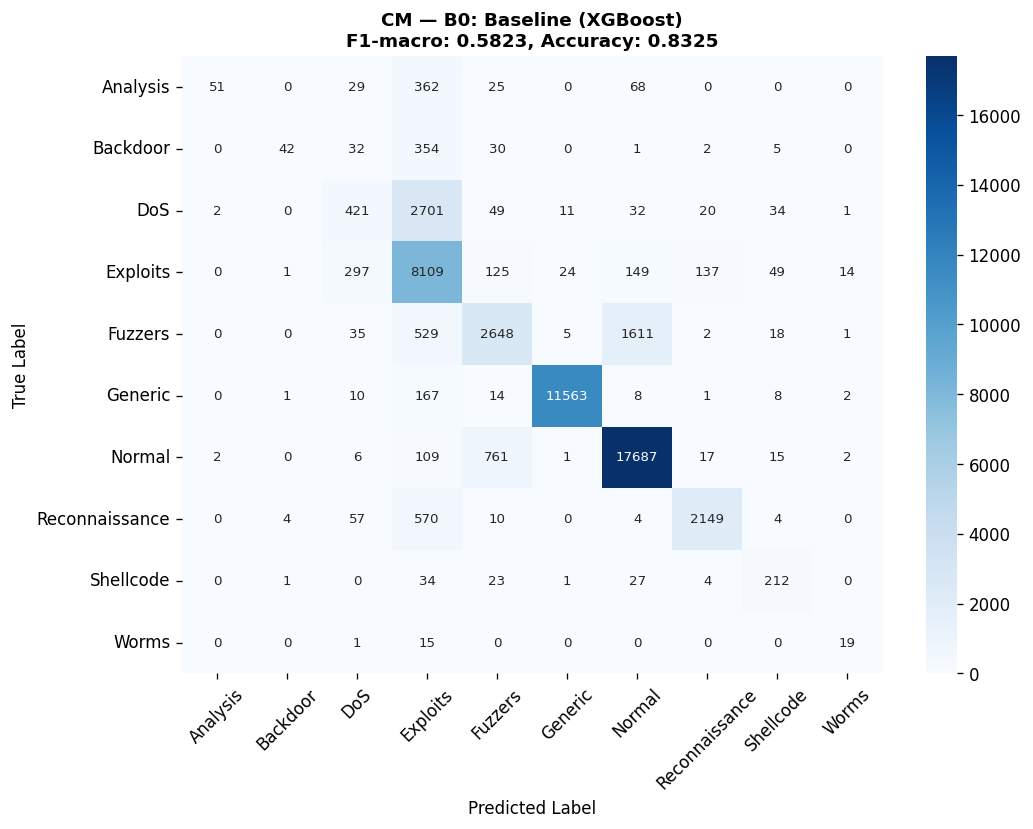 CM — B0: Baseline (XGBoost)
F1-macro: 0.5823, Accuracy: 0.8325
Analysis 51 0 29 362 25 0 68 0 0 0
Backdoor 0 42 32 354 30 0 1 2 5 0
DoS 2 0 421 2701 49 11 32 20 34 1
Exploits 0 1 297 8109 125 24 149 137 49 14
Fuzzers 0 0 35 529 2648 5 1611 2 18 1
Generic 0 1 10 167 14 11563 8 1 8 2
Normal 2 0 6 109 761 1 17687 17 15 2
Reconnaissance 0 4 57 570 10 0 4 2149 4 0
Shellcode 0 1 0 34 23 1 27 4 212 0
Worms 0 0 1 15 0 0 0 0 0 19
True Label
Analysis Backdoor DoS Exploits Fuzzers Generic Normal Reconnaissance Shellcode Worms
Predicted Label
16000
14000
12000
10000
8000
6000
4000
2000
0